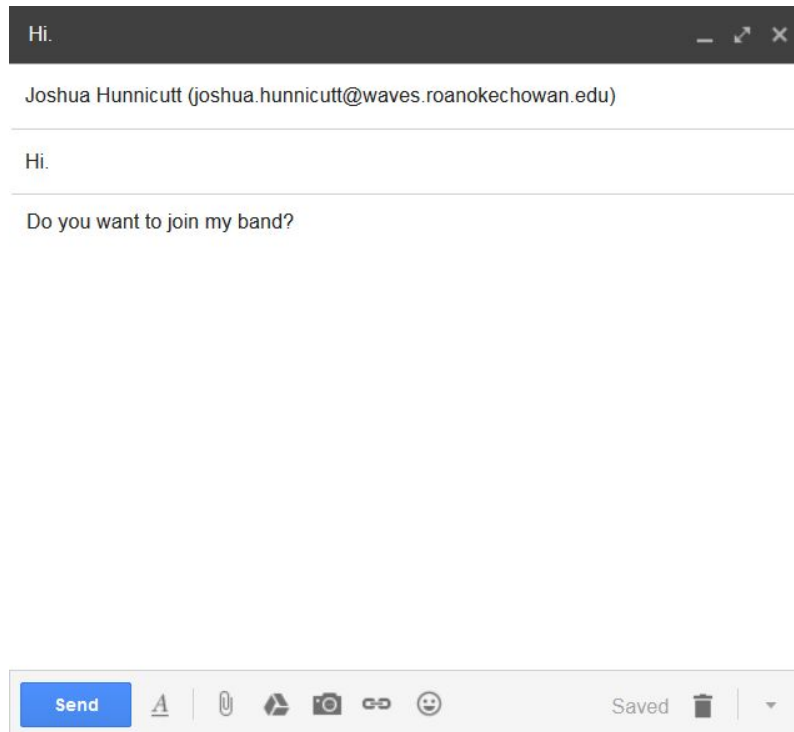 Hi.
Joshua Hunnicutt (joshua.hunnicutt@waves.roanokechowan.edu)
Hi.
Do you want to join my band?
Send A Saved